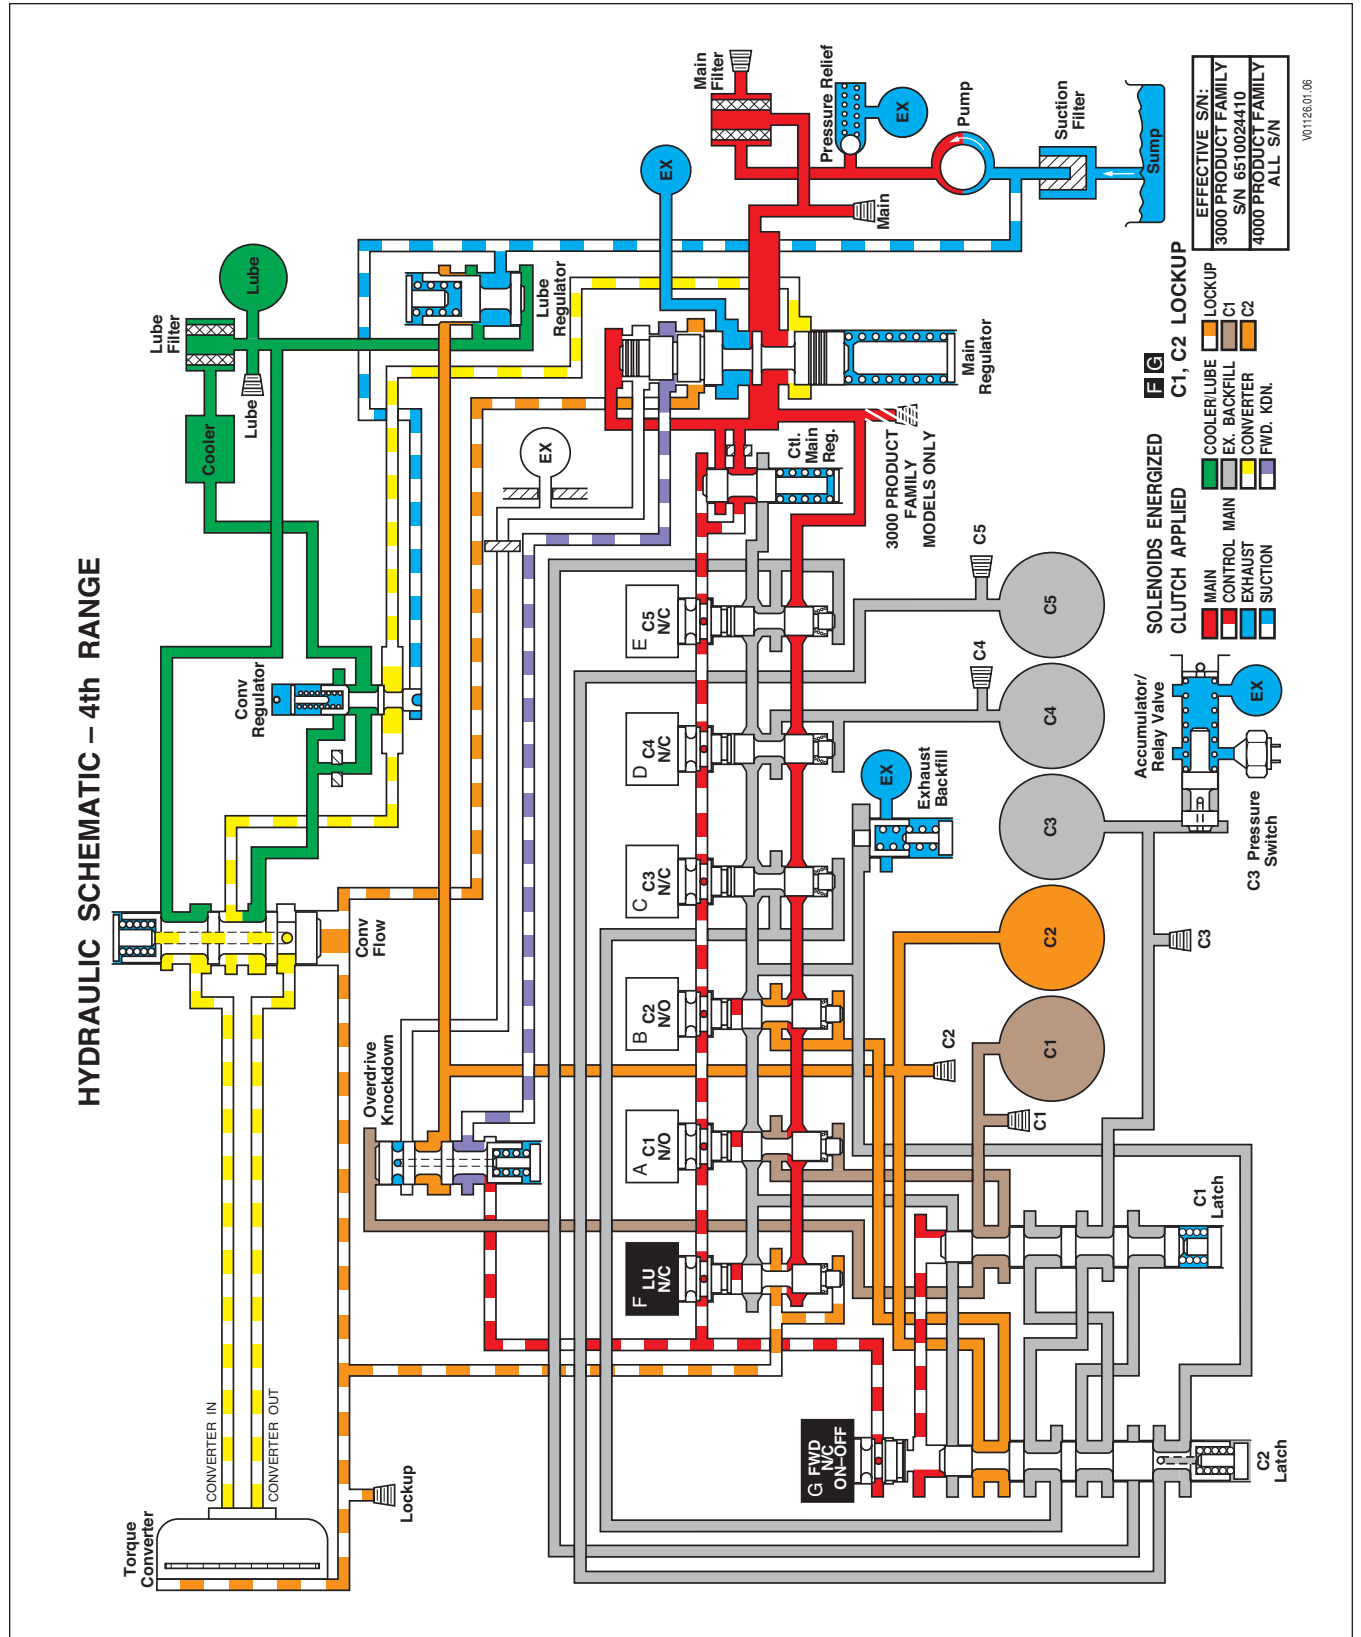 HYDRAULIC SCHEMATIC – 4th RANGE
Torque
Converter
CONVERTER IN
CONVERTER OUT
Lockup
Conv
Flow
Conv
Regulator
Cooler
Lube
Filter
Lube
Lube
Lube
Regulator
Overdrive
Knockdown
EX
EX
Main
Filter
Pressure Relief
EX
Pump
Suction
Filter
Sump
Main
Main
Regulator
Ctl.
Main
Reg.
3000 PRODUCT
FAMILY
MODELS ONLY
G FWD
N/C
ON–OFF
F LU
N/C
A C1
N/O
B C2
N/O
C C3
N/C
D C4
N/C
E C5
N/C
EX
Exhaust
Backfill
C2
Latch
C1
Latch
C1
C2
C3
C4
C5
C1
C2
C3
C4
C5
C3 Pressure
Switch
Accumulator/
Relay Valve
EX
SOLENOIDS ENERGIZED F G
CLUTCH APPLIED C1, C2 LOCKUP
MAIN
CONTROL MAIN
EXHAUST
SUCTION
COOLER/LUBE
EX. BACKFILL
CONVERTER
FWD. KDN.
LOCKUP
C1
C2
EFFECTIVE S/N:
3000 PRODUCT FAMILY
S/N 6510024410
4000 PRODUCT FAMILY
ALL S/N
V01126.01.06